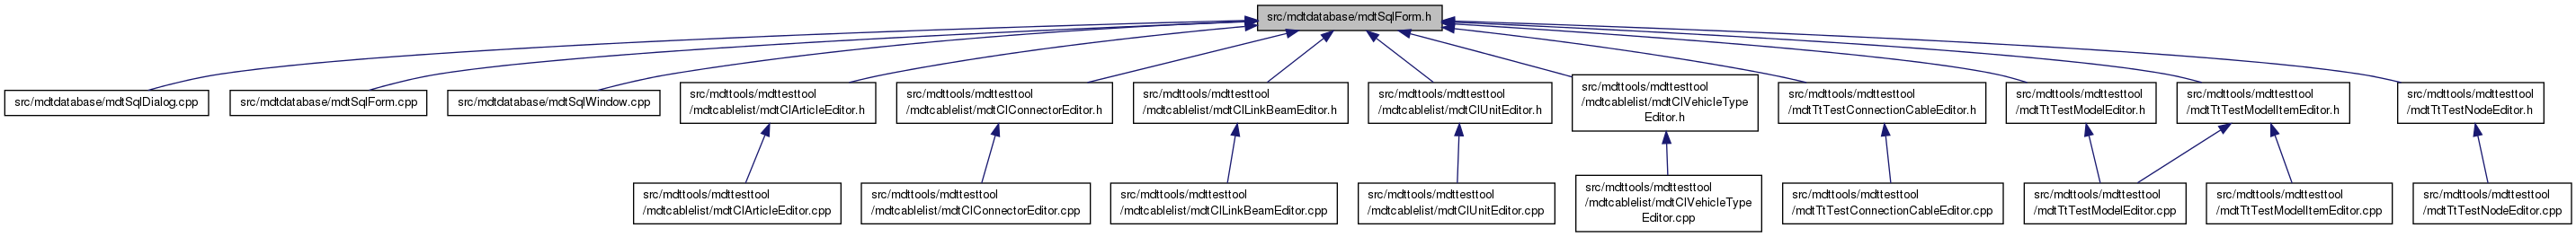 src/mdtdatabase/mdtSqlForm.h
src/mdtdatabase/mdtSqlDialog.cpp
src/mdtdatabase/mdtSqlForm.cpp
src/mdtdatabase/mdtSqlWindow.cpp
src/mdttools/mdttesttool
/mdtcablelist/mdtClArticleEditor.h
src/mdttools/mdttesttool
/mdtcablelist/mdtClConnectorEditor.h
src/mdttools/mdttesttool
/mdtcablelist/mdtClLinkBeamEditor.h
src/mdttools/mdttesttool
/mdtcablelist/mdtClUnitEditor.h
src/mdttools/mdttesttool
/mdtcablelist/mdtClVehicleType
Editor.h
src/mdttools/mdttesttool
/mdtTtTestConnectionCableEditor.h
src/mdttools/mdttesttool
/mdtTtTestModelEditor.h
src/mdttools/mdttesttool
/mdtTtTestModelItemEditor.h
src/mdttools/mdttesttool
/mdtTtTestNodeEditor.h
src/mdttools/mdttesttool
/mdtcablelist/mdtClArticleEditor.cpp
src/mdttools/mdttesttool
/mdtcablelist/mdtClConnectorEditor.cpp
src/mdttools/mdttesttool
/mdtcablelist/mdtClLinkBeamEditor.cpp
src/mdttools/mdttesttool
/mdtcablelist/mdtClUnitEditor.cpp
src/mdttools/mdttesttool
/mdtcablelist/mdtClVehicleType
Editor.cpp
src/mdttools/mdttesttool
/mdtTtTestConnectionCableEditor.cpp
src/mdttools/mdttesttool
/mdtTtTestModelEditor.cpp
src/mdttools/mdttesttool
/mdtTtTestModelItemEditor.cpp
src/mdttools/mdttesttool
/mdtTtTestNodeEditor.cpp